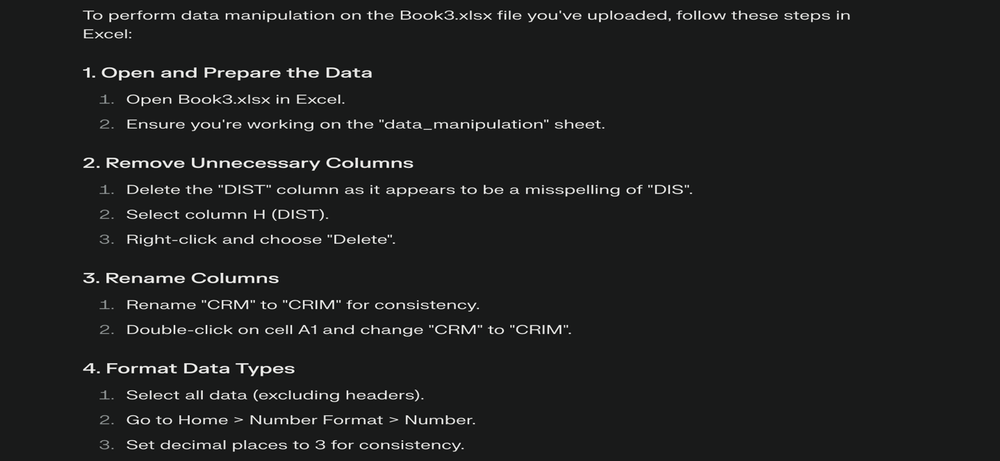 To perform data manipulation on the Book3.xlsx file you've uploaded, follow these steps in
Excel:
1. Open and Prepare the Data
1. Open Book3.xlsx in Excel.
2. Ensure you're working on the "data_manipulation" sheet.
2. Remove Unnecessary Columns
1. Delete the "DIST" column as it appears to be a misspelling of "DIS".
2. Select column H (DIST).
3. Right-click and choose "Delete".
3. Rename Columns
1. Rename "CRM" to "CRIM" for consistency.
2. Double-click on cell A1 and change "CRM" to "CRIM".
4. Format Data Types
1. Select all data (excluding headers).
2. Go to Home > Number Format > Number.
3. Set decimal places to 3 for consistency.